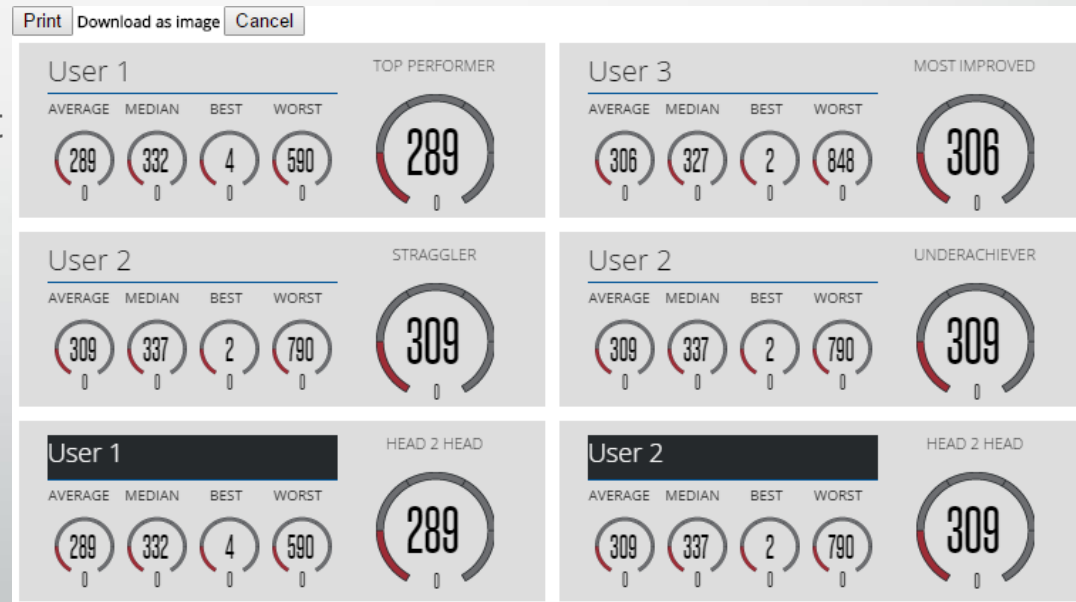 Print Download as image Cancel
User 1 TOP PERFORMER
AVERAGE MEDIAN BEST WORST
289 332 4 590 289
0 0 0 0 0
User 3 MOST IMPROVED
AVERAGE MEDIAN BEST WORST
306 327 2 848 306
0 0 0 0 0
User 2 STRAGGLER
AVERAGE MEDIAN BEST WORST
309 337 2 790 309
0 0 0 0 0
User 2 UNDERACHIEVER
AVERAGE MEDIAN BEST WORST
309 337 2 790 309
0 0 0 0 0
User 1 HEAD 2 HEAD
AVERAGE MEDIAN BEST WORST
289 332 4 590 289
0 0 0 0 0
User 2 HEAD 2 HEAD
AVERAGE MEDIAN BEST WORST
309 337 2 790 309
0 0 0 0 0